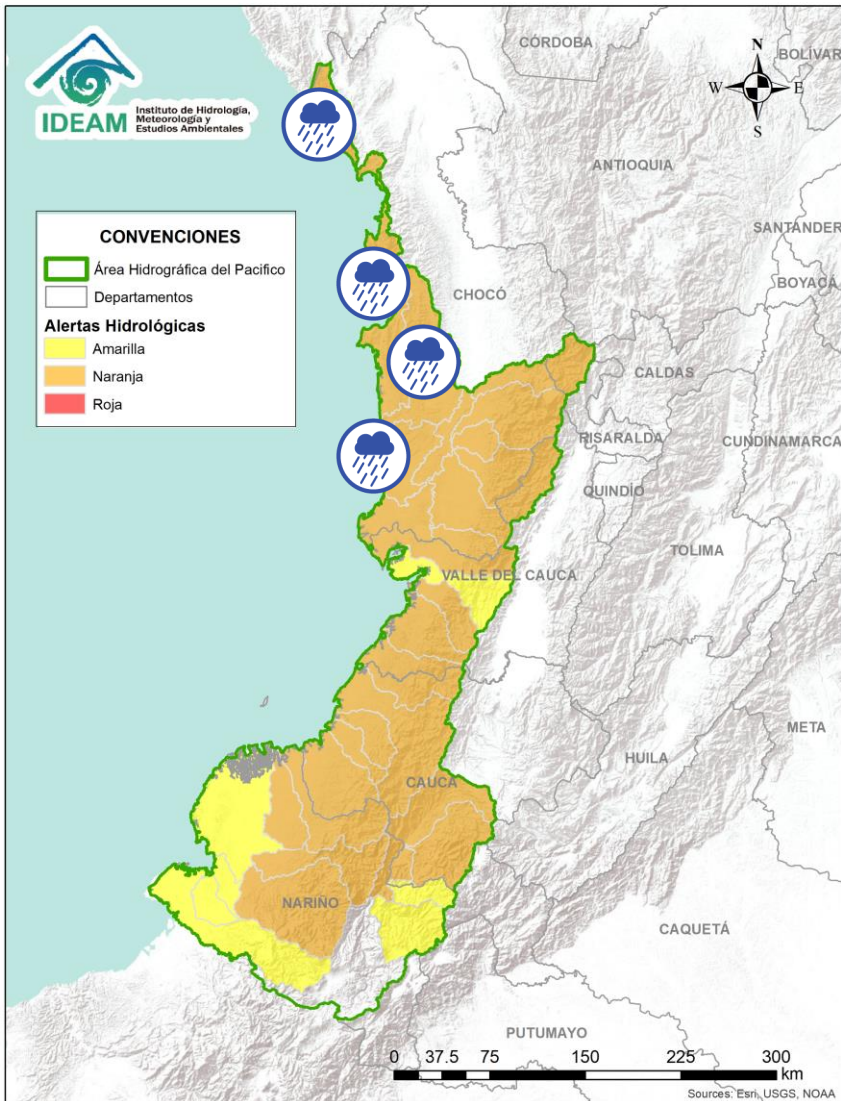 IDEAM
Instituto de Hidrología,
Meteorología y
Estudios Ambientales
CÓRDOBA
BOLÍVAR
N
W
E
S
ANTIOQUIA
SANTANDER
BOYACÁ
CONVENCIONES
Área Hidrográfica del Pacifico
Departamentos
Alertas Hidrológicas
Amarilla
Naranja
Roja
CHOCÓ
CALDAS
RISARALDA
CUNDINAMARCA
QUINDÍO
TOLIMA
VALLE DEL CAUCA
META
HUILA
CAUCA
NARIÑO
CAQUETÁ
PUTUMAYO
0 37.5 75 150 225 300
km
Sources: Esri, USGS, NOAA